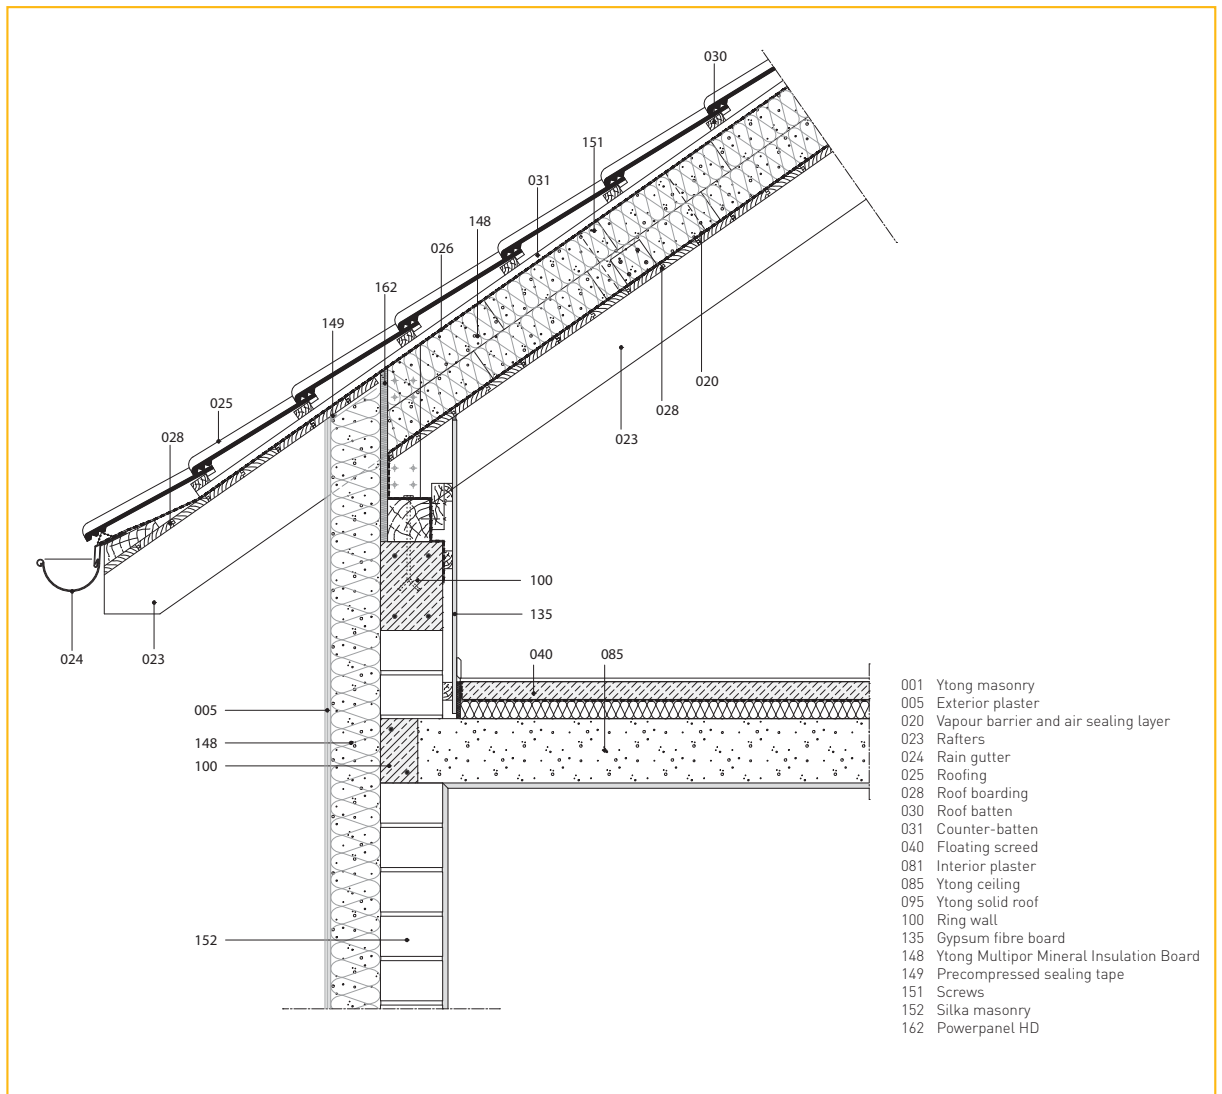 030
151
031
148
026
162
149
025
028
020
028
023
100
135
024
023
040
085
005
148
100
152
001 Ytong masonry
005 Exterior plaster
020 Vapour barrier and air sealing layer
023 Rafters
024 Rain gutter
025 Roofing
028 Roof boarding
030 Roof batten
031 Counter-batten
040 Floating screed
081 Interior plaster
085 Ytong ceiling
095 Ytong solid roof
100 Ring wall
135 Gypsum fibre board
148 Ytong Multipor Mineral Insulation Board
149 Precompressed sealing tape
151 Screws
152 Silka masonry
162 Powerpanel HD